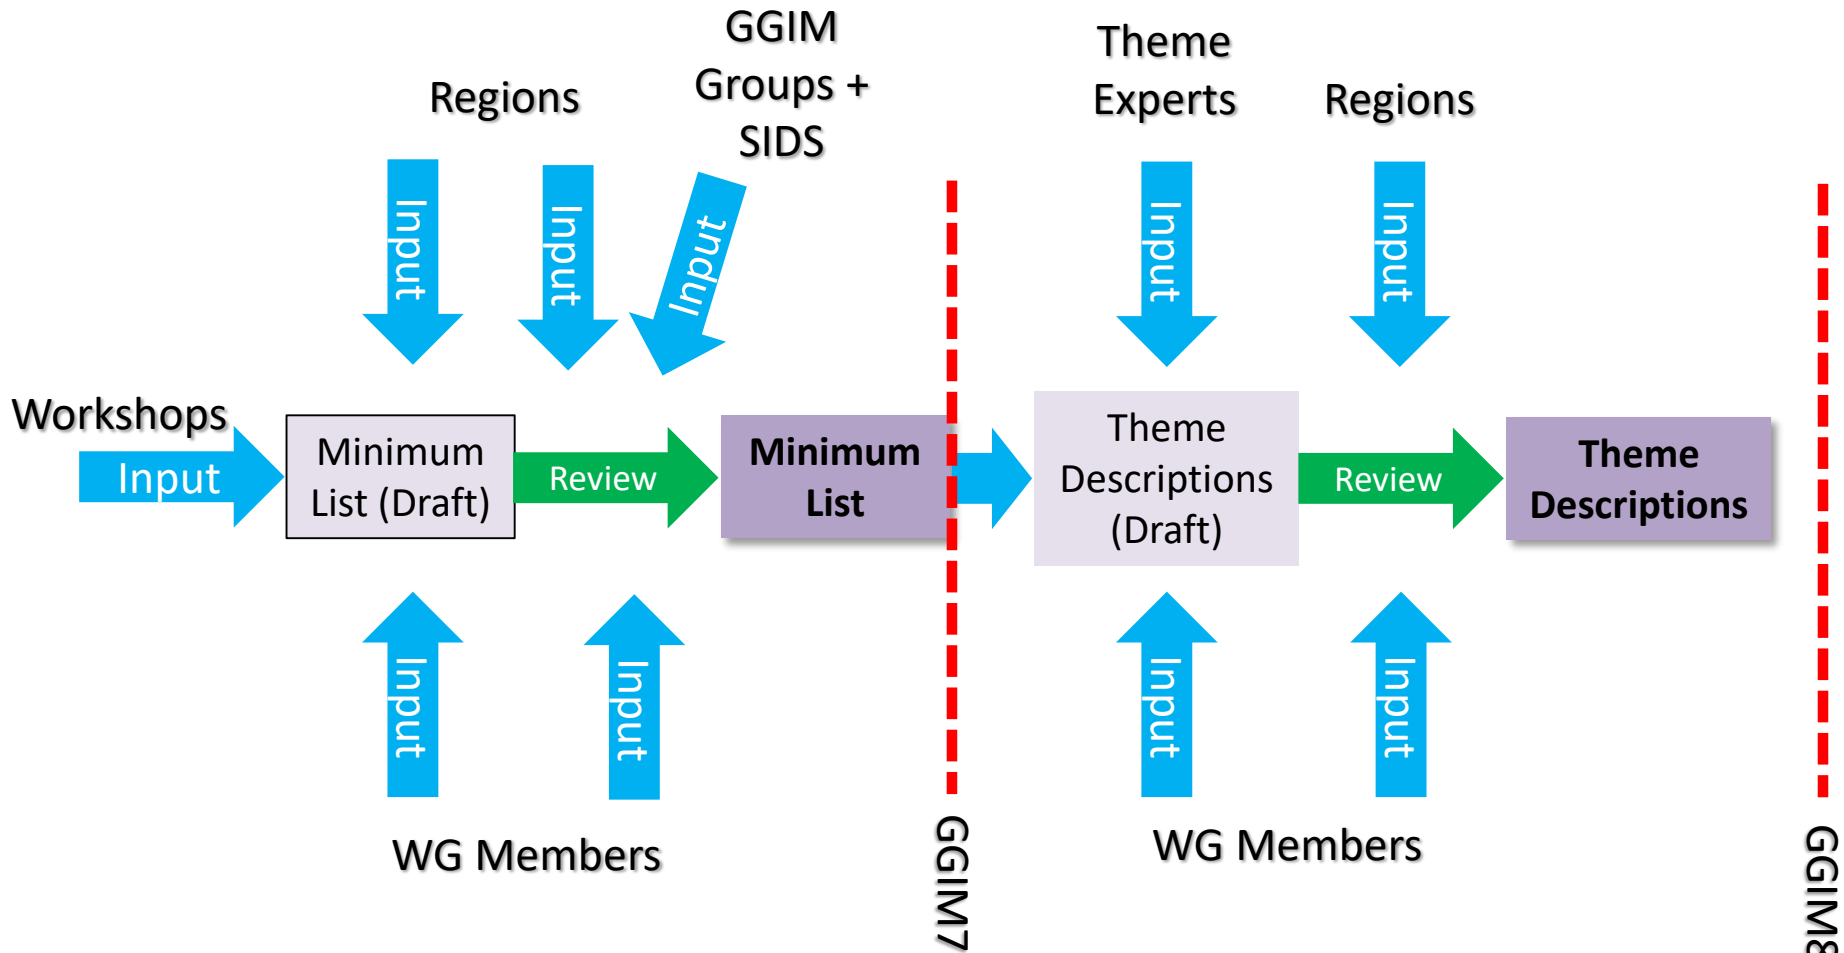 GGIM
Groups +
SIDS
Regions
Theme
Experts
Regions
Input
Input
Input
Input
Input
Workshops
Input
Minimum
List (Draft)
Review
Minimum
List
Theme
Descriptions
(Draft)
Review
Theme
Descriptions
Input
Input
Input
Input
WG Members
WG Members
GGIM7
GGIM8